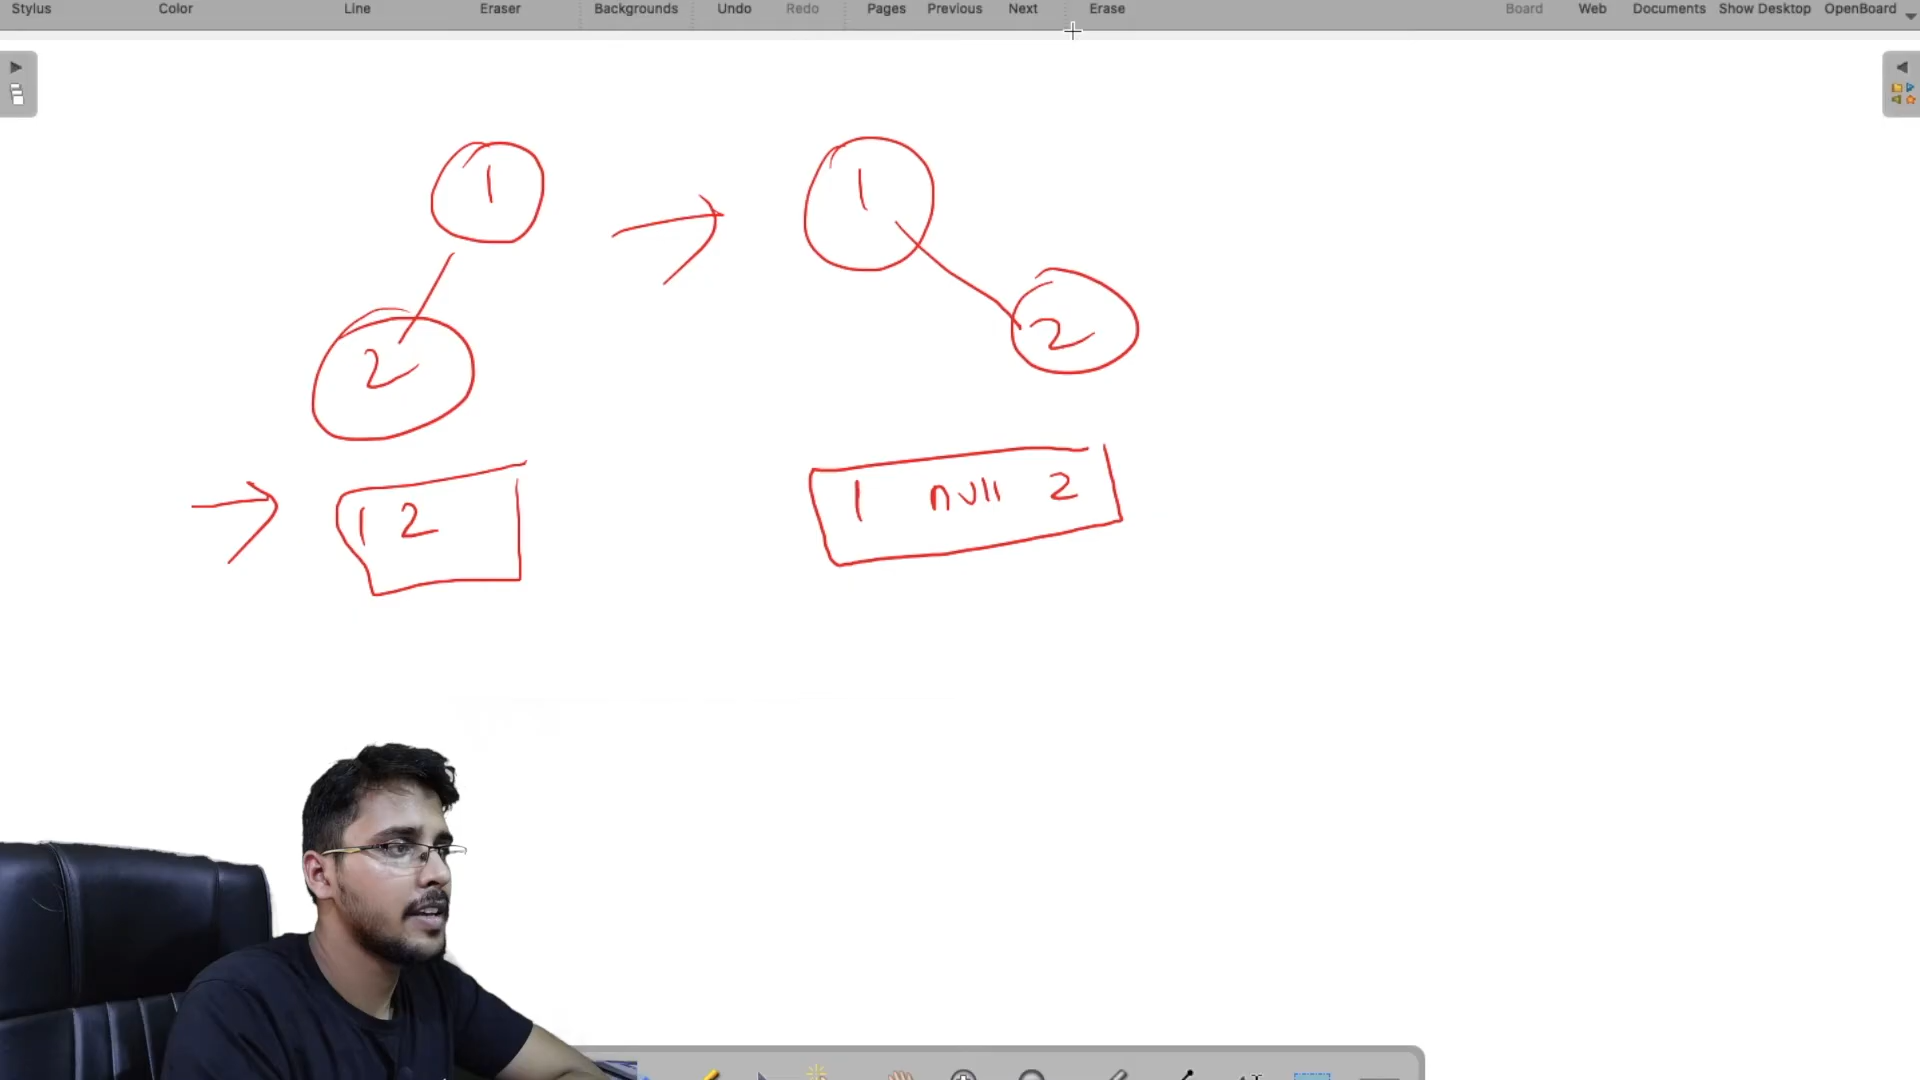 Stylus Color Line Eraser Backgrounds Undo Redo Pages Previous Next Erase Board Web Documents Show Desktop OpenBoard
1 1
2 2
1 2 1 null 2